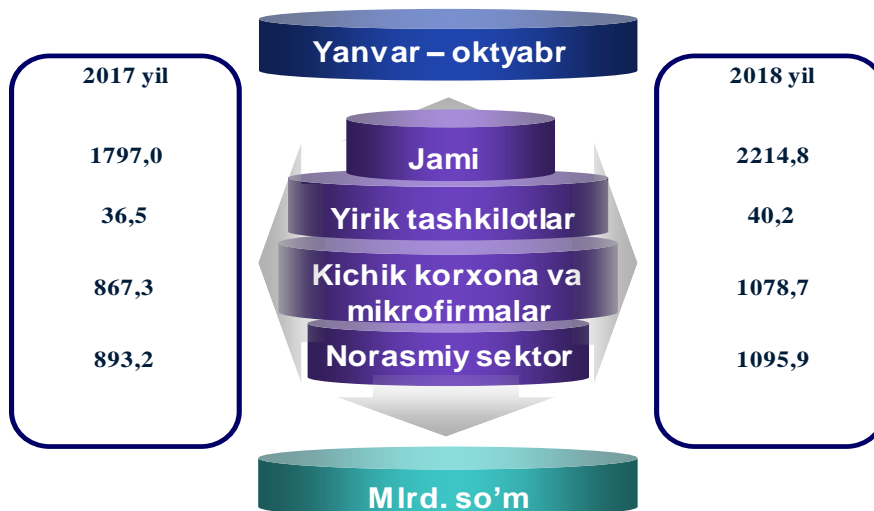 Yanvar – oktyabr
2017 yil
2018 yil
1797,0
Jami
2214,8
36,5
Yirik tashkilotlar
40,2
867,3
Kichik korxona va
mikrofirmalar
1078,7
893,2
Norasmiy sektor
1095,9
Mlrd. so’m